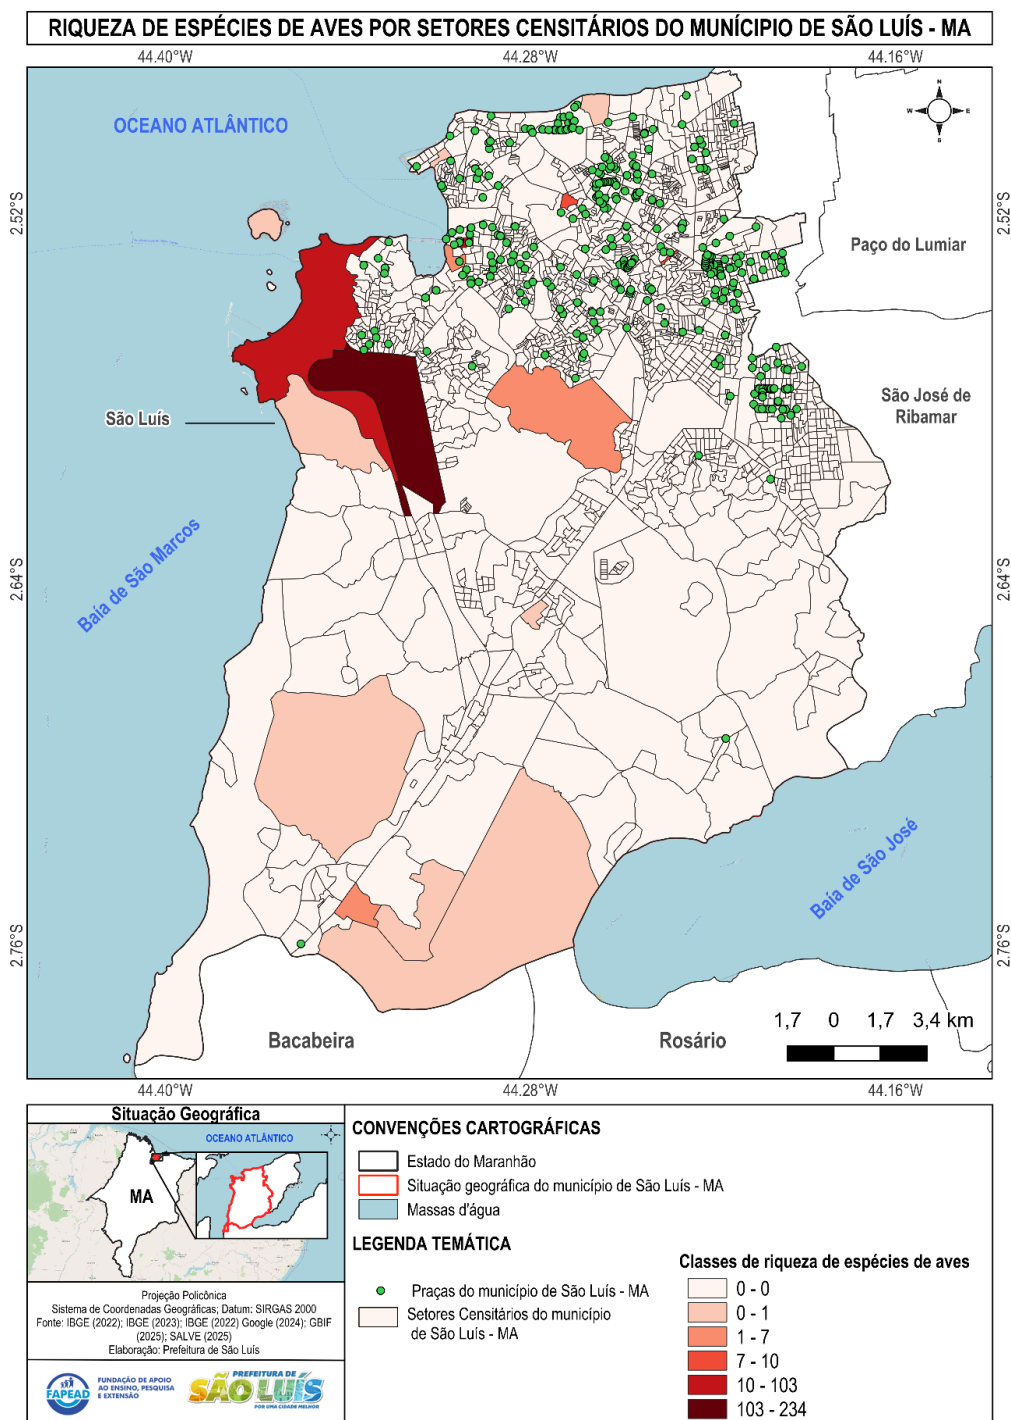 RIQUEZA DE ESPÉCIES DE AVES POR SETORES CENSITÁRIOS DO MUNÍCIPIO DE SÃO LUÍS - MA
44.40°W 44.28°W 44.16°W
N
W E
S
OCEANO ATLÂNTICO
2.52°S 2.52°S
Paço do Lumiar
São José de
Ribamar
São Luís
Baía de São Marcos
2.64°S 2.64°S
Baía de São José
2.76°S 2.76°S
Bacabeira
Rosário
1,7 0 1,7 3,4 km
44.40°W 44.28°W 44.16°W
Situação Geográfica
OCEANO ATLÂNTICO
MA
Projeção Policônica
Sistema de Coordenadas Geográficas; Datum: SIRGAS 2000
Fonte: IBGE (2022); IBGE (2023); IBGE (2022) Google (2024); GBIF
(2025); SALVE (2025)
Elaboração: Prefeitura de São Luís
FAPEAD
FUNDAÇÃO DE APOIO
AO ENSINO, PESQUISA
E EXTENSÃO
PREFEITURA DE
SÃO LUÍS
POR UMA CIDADE MELHOR
CONVENÇÕES CARTOGRÁFICAS
Estado do Maranhão
Situação geográfica do município de São Luís - MA
Massas d'água
LEGENDA TEMÁTICA
Praças do município de São Luís - MA
Setores Censitários do município
de São Luís - MA
Classes de riqueza de espécies de aves
0 - 0
0 - 1
1 - 7
7 - 10
10 - 103
103 - 234